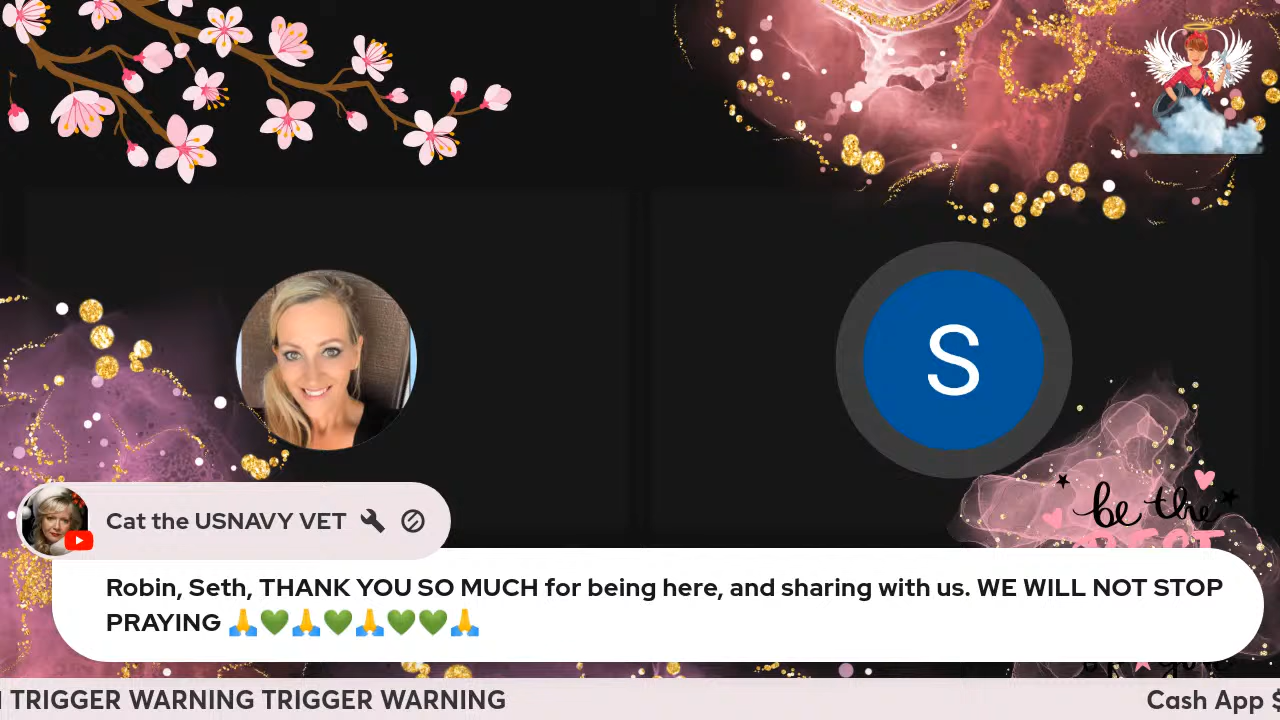 S
be the
Cat the USNAVY VET
Robin, Seth, THANK YOU SO MUCH for being here, and sharing with us. WE WILL NOT STOP
PRAYING 🙏💚🙏💚🙏💚💚🙏
TRIGGER WARNING TRIGGER WARNING
Cash App $